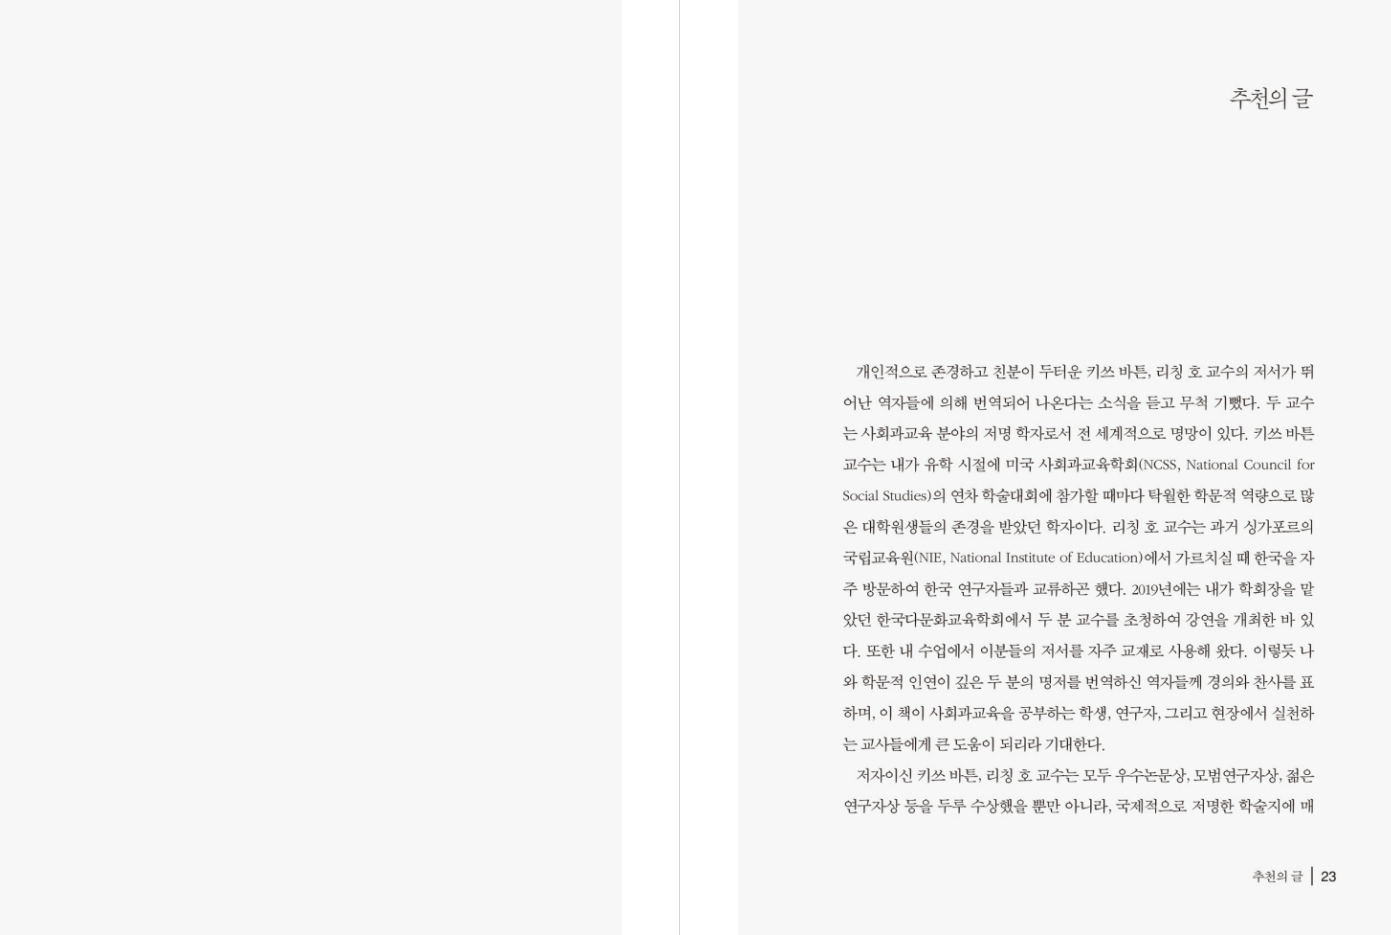 추천의 글
개인적으로 존경하고 친분이 두터운 키쓰 바튼, 리칭 호 교수의 저서가 뛰
어난 역자들에 의해 번역되어 나온다는 소식을 듣고 무척 기뻤다. 두 교수
는 사회과교육 분야의 저명 학자로서 전 세계적으로 명망이 있다. 키쓰 바튼
교수는 내가 유학 시절에 미국 사회과교육학회(NCSS, National Council for
Social Studies)의 연차 학술대회에 참가할 때마다 탁월한 학문적 역량으로 많
은 대학원생들의 존경을 받았던 학자이다. 리칭 호 교수는 과거 싱가포르의
국립교육원(NIE, National Institute of Education)에서 가르치실 때 한국을 자
주 방문하여 한국 연구자들과 교류하곤 했다. 2019년에는 내가 학회장을 맡
았던 한국다문화교육학회에서 두 분 교수를 초청하여 강연을 개최한 바 있
다. 또한 내 수업에서 이분들의 저서를 자주 교재로 사용해 왔다. 이렇듯 나
와 학문적 인연이 깊은 두 분의 명저를 번역하신 역자들께 경의와 찬사를 표
하며, 이 책이 사회과교육을 공부하는 학생, 연구자, 그리고 현장에서 실천하
는 교사들에게 큰 도움이 되리라 기대한다.
저자이신 키쓰 바튼, 리칭 호 교수는 모두 우수논문상, 모범연구자상, 젊은
연구자상 등을 두루 수상했을 뿐만 아니라, 국제적으로 저명한 학술지에 매
추천의 글 | 23